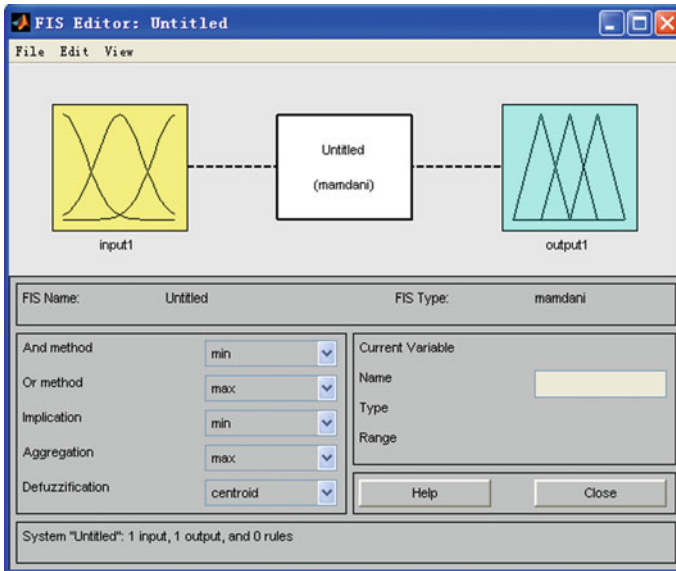 FIS Editor: Untitled
File Edit View
Untitled
(mamdani)
input1
output1
FIS Name: Untitled FIS Type: mamdani
And method min
Or method max
Implication min
Aggregation max
Defuzzification centroid
Current Variable
Name
Type
Range
Help Close
System "Untitled": 1 input, 1 output, and 0 rules